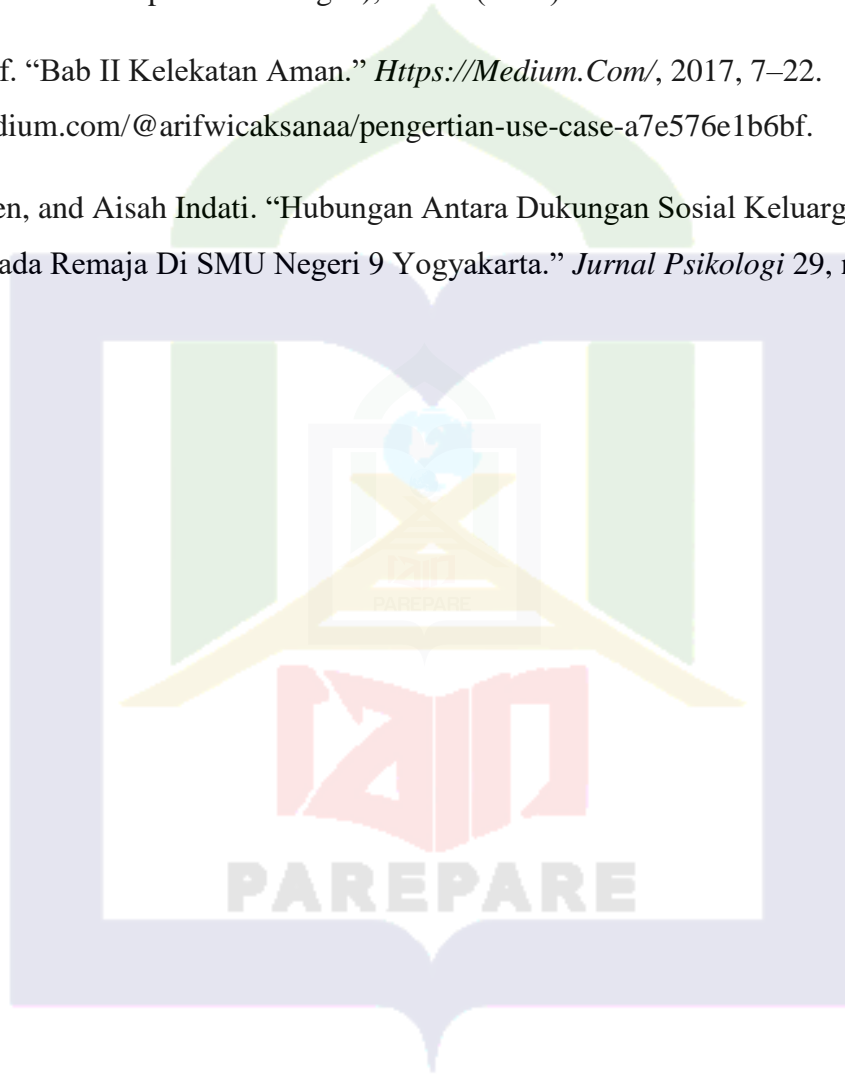 f. “Bab II Kelekatan Aman.” Https://Medium.Com/, 2017, 7–22.
dium.com/@arifwicaksanaa/pengertian-use-case-a7e576e1b6bf.
en, and Aisah Indati. “Hubungan Antara Dukungan Sosial Keluarg
ada Remaja Di SMU Negeri 9 Yogyakarta.” Jurnal Psikologi 29,
IAIN
PAREPARE
IAIN
PAREPARE